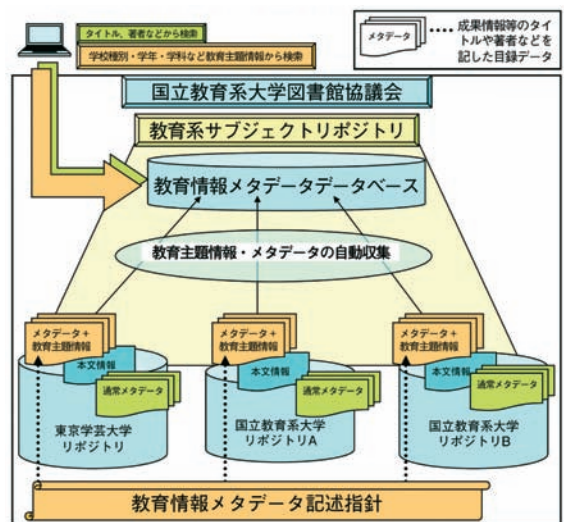 タイトル、著者などから検索
学校種別・学年・学科など教育主題情報から検索
メタデータ
‥‥ 成果情報等のタイ
トルや著者などを
記した目録データ
国立教育系大学図書館協議会
教育系サブジェクトリポジトリ
教育情報メタデータデータベース
教育主題情報・メタデータの自動収集
メタデータ+
教育主題情報
本文情報
通常メタデータ
東京学芸大学
リポジトリ
メタデータ+
教育主題情報
本文情報
通常メタデータ
国立教育系大学
リポジトリA
メタデータ+
教育主題情報
本文情報
通常メタデータ
国立教育系大学
リポジトリB
教育情報メタデータ記述指針